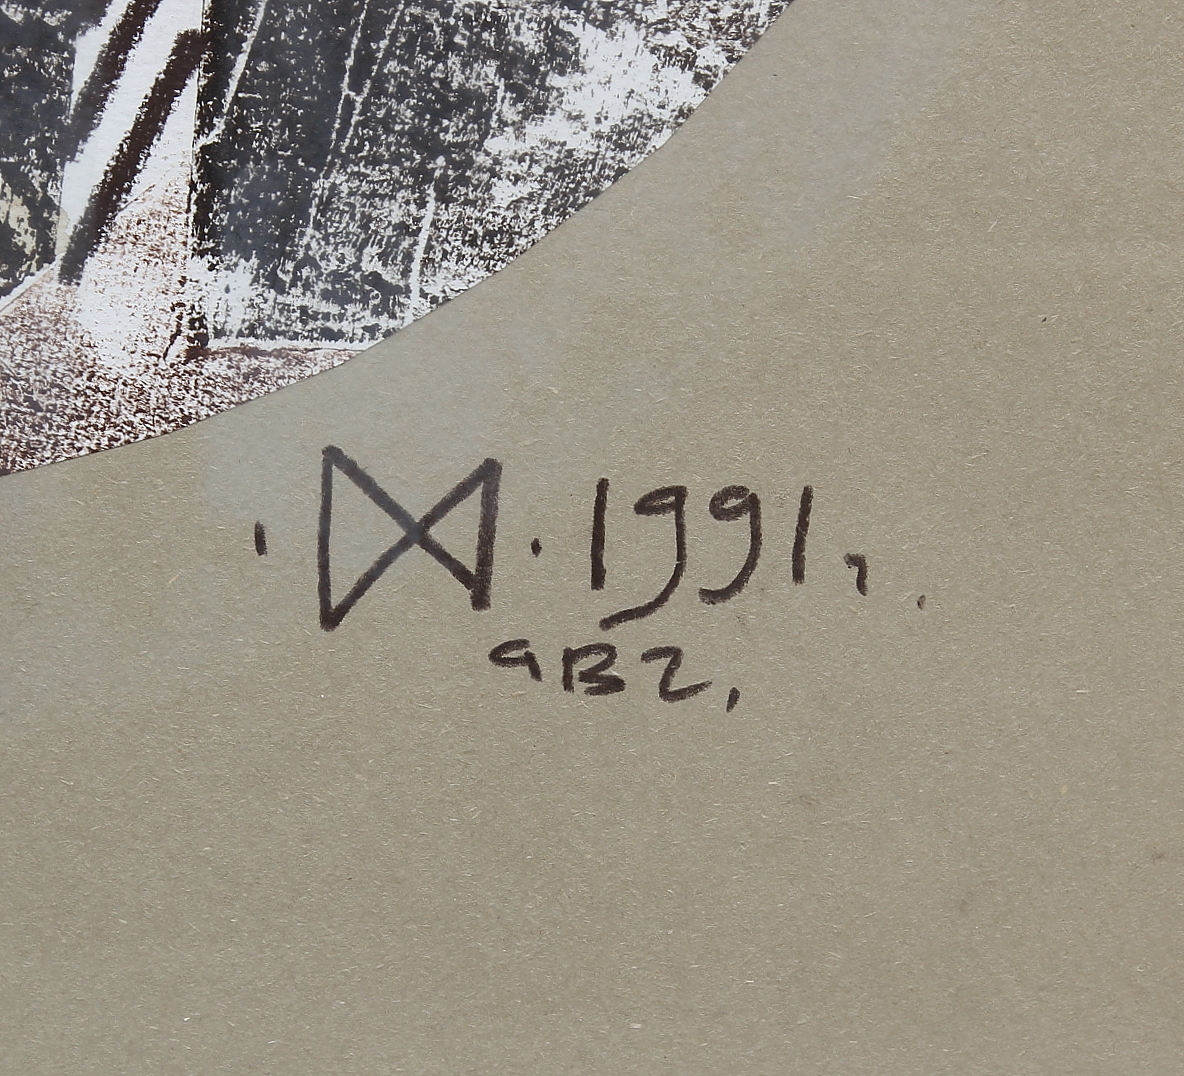 ᛞ. 1991,
9B2,